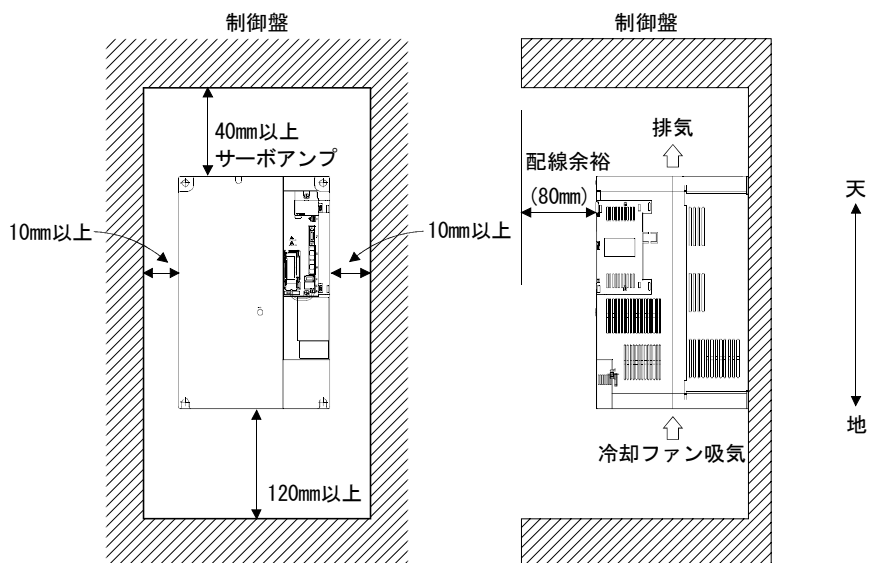 制御盤
40mm以上
サーボアンプ
10mm以上
10mm以上
120mm以上
制御盤
排気
配線余裕
(80mm)
冷却ファン吸気
天
地